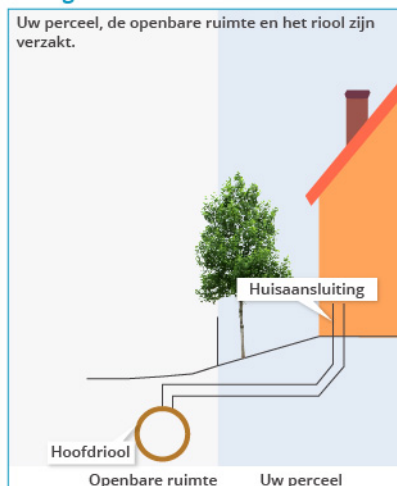 Uw perceel, de openbare ruimte en het riool zijn
verzakt.
Huisaansluiting
Hoofdriool
Openbare ruimte
Uw perceel